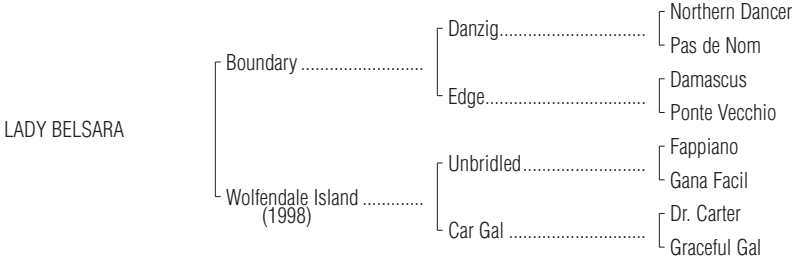 Northern Dancer
Danzig..............................
Pas de Nom
Boundary .........................
Damascus
Edge.................................
Ponte Vecchio
LADY BELSARA
Fappiano
Unbridled.........................
Gana Facil
Wolfendale Island .............
(1998)
Dr. Carter
Car Gal ............................
Graceful Gal